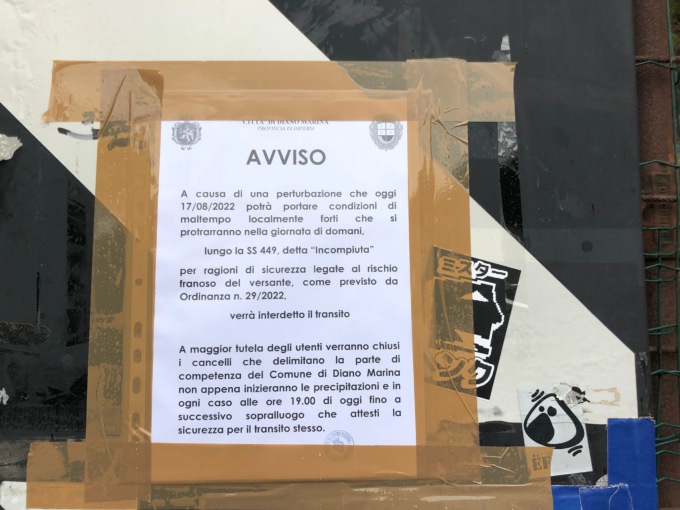 CITTA' DI DIANO MARINA
PROVINCIA DI IMPERIA
AVVISO
A causa di una perturbazione che oggi
17/08/2022 potrà portare condizioni di
maltempo localmente forti che si
protrarranno nella giornata di domani,
lungo la SS 449, detta "Incompiuta"
per ragioni di sicurezza legate al rischio
franoso del versante, come previsto da
Ordinanza n. 29/2022,
verrà interdetto il transito
A maggior tutela degli utenti verranno chiusi
i cancelli che delimitano la parte di
competenza del Comune di Diano Marina
non appena inizieranno le precipitazioni e in
ogni caso alle ore 19.00 di oggi fino a
successivo sopralluogo che attesti la
sicurezza per il transito stesso.